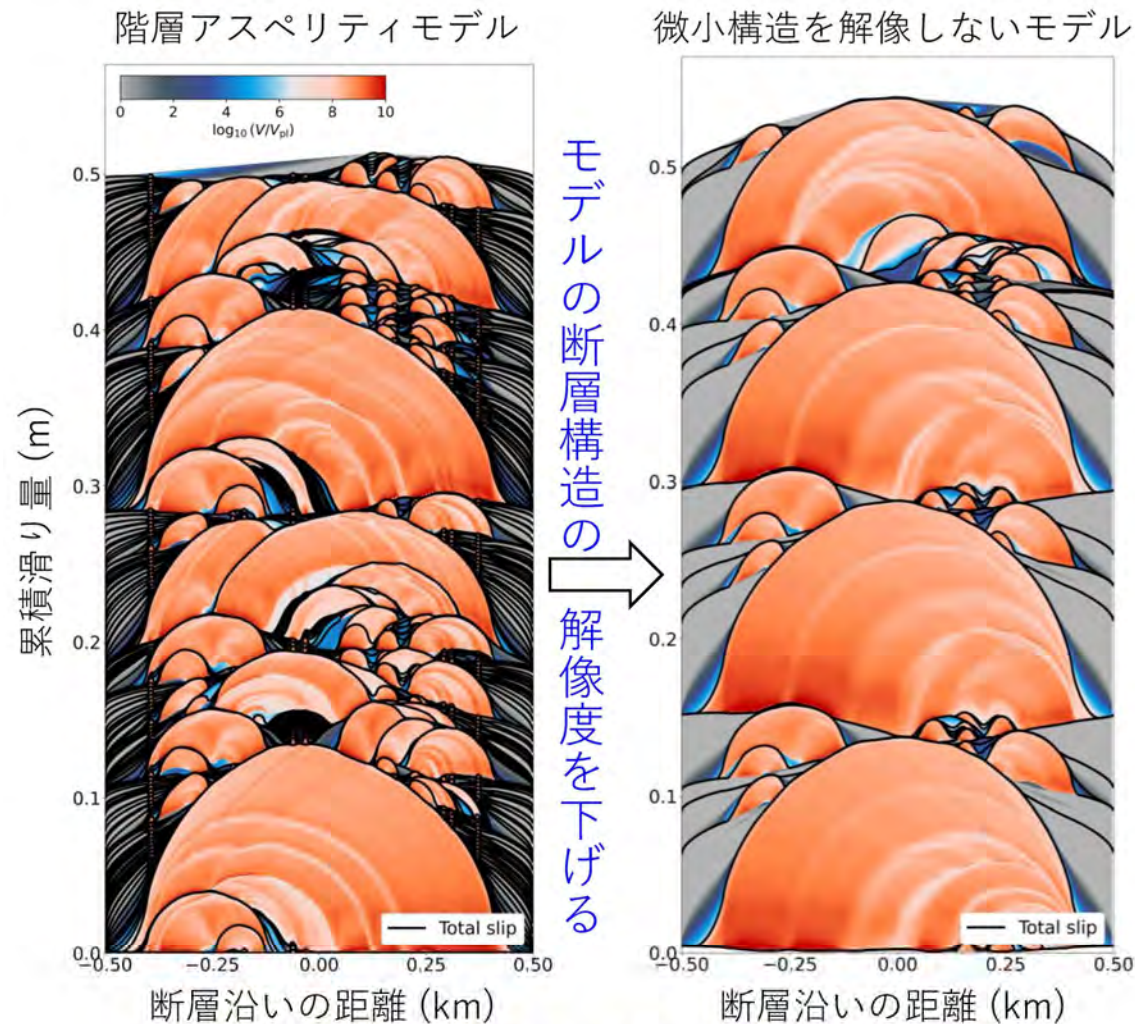 階層アスペリティモデル
微小構造を解像しないモデル
0 2 4 6 8 10
log₁₀ (V/Vₚₗ)
0.5
0.4
0.3
0.2
0.1
0.0
累積滑り量 (m)
Total slip
−0.50 −0.25 0.00 0.25 0.50
断層沿いの距離 (km)
モデルの断層構造の
解像度を下げる
0.5
0.4
0.3
0.2
0.1
0.0
Total slip
−0.50 −0.25 0.00 0.25 0.50
断層沿いの距離 (km)